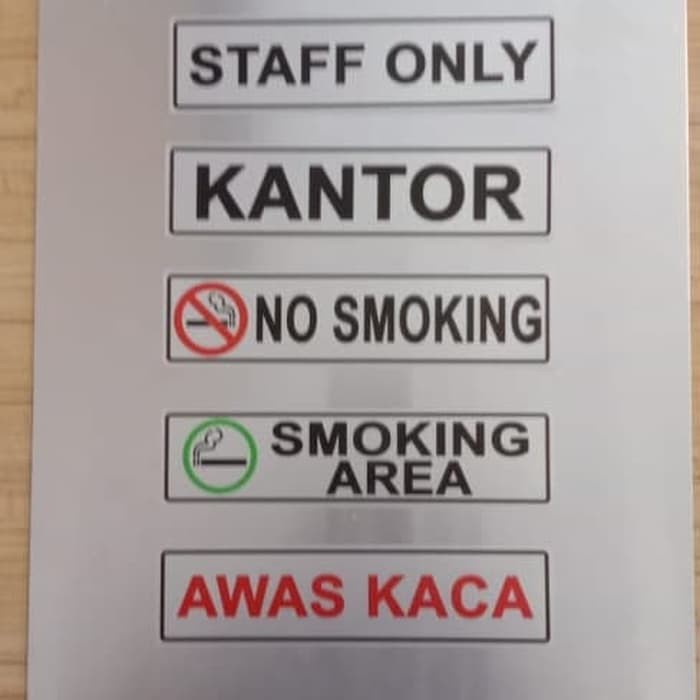 STAFF ONLY
KANTOR
NO SMOKING
SMOKING
AREA
AWAS KACA